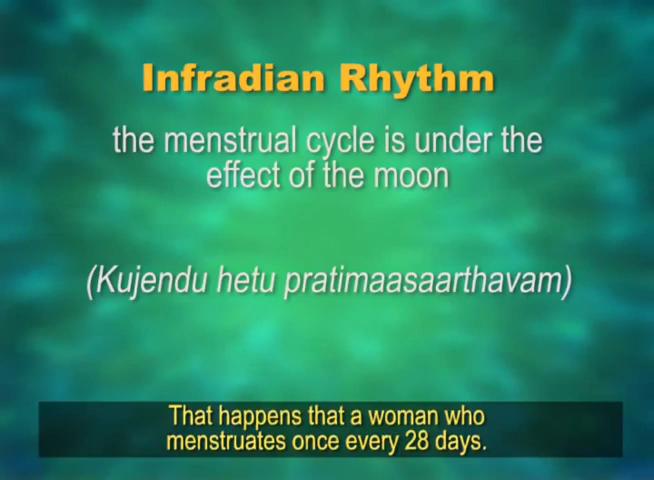 Infradian Rhythm
the menstrual cycle is under the
effect of the moon
(Kujendu hetu pratimaasaarthavam)
That happens that a woman who
menstruates once every 28 days.